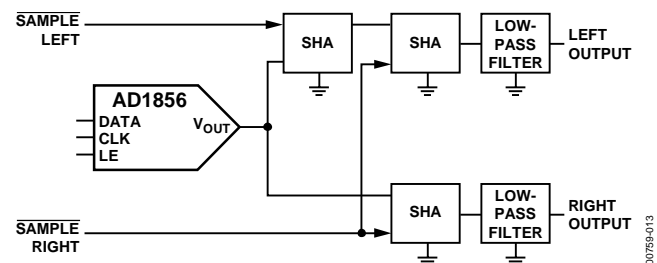 SAMPLE
LEFT
SHA
SHA
LOW-
PASS
FILTER
LEFT
OUTPUT
AD1856
DATA
CLK
LE
VOUT
SAMPLE
RIGHT
SHA
LOW-
PASS
FILTER
RIGHT
OUTPUT
00759-013